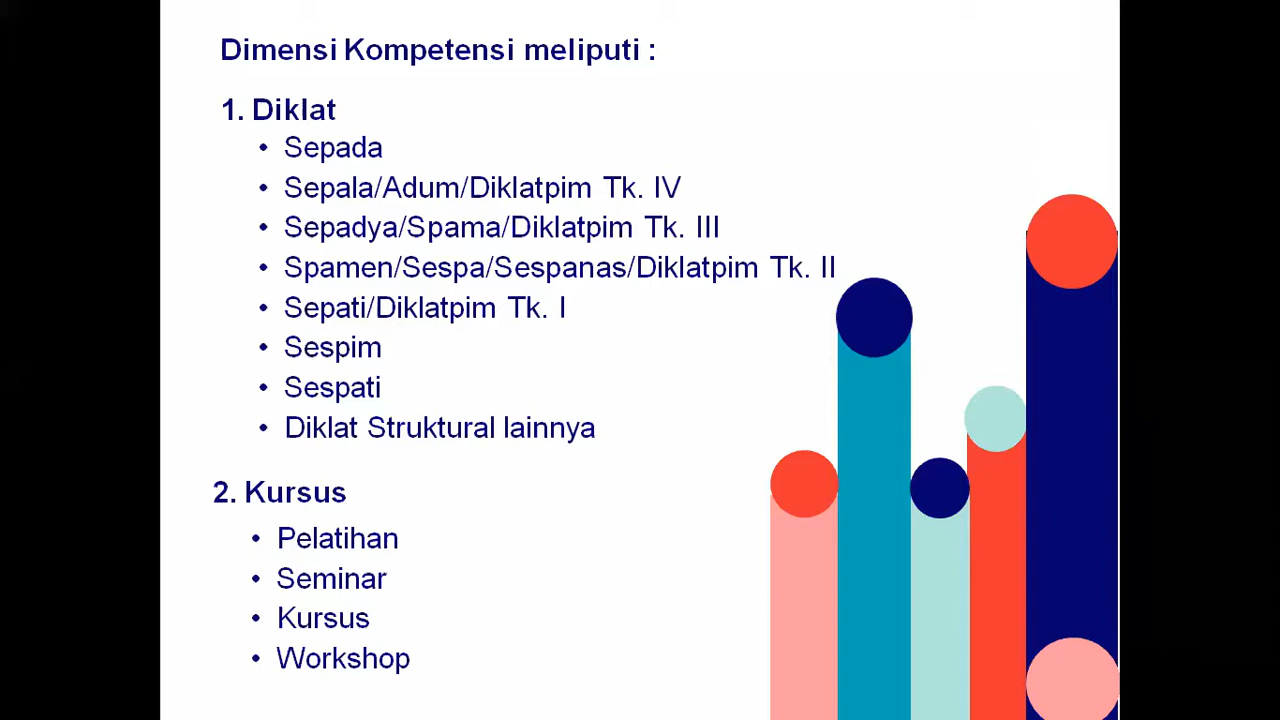 Dimensi Kompetensi meliputi :
1. Diklat
• Sepada
• Sepala/Adum/Diklatpim Tk. IV
• Sepadya/Spama/Diklatpim Tk. III
• Spamen/Sespa/Sespanas/Diklatpim Tk. II
• Sepati/Diklatpim Tk. I
• Sespim
• Sespati
• Diklat Struktural lainnya
2. Kursus
• Pelatihan
• Seminar
• Kursus
• Workshop